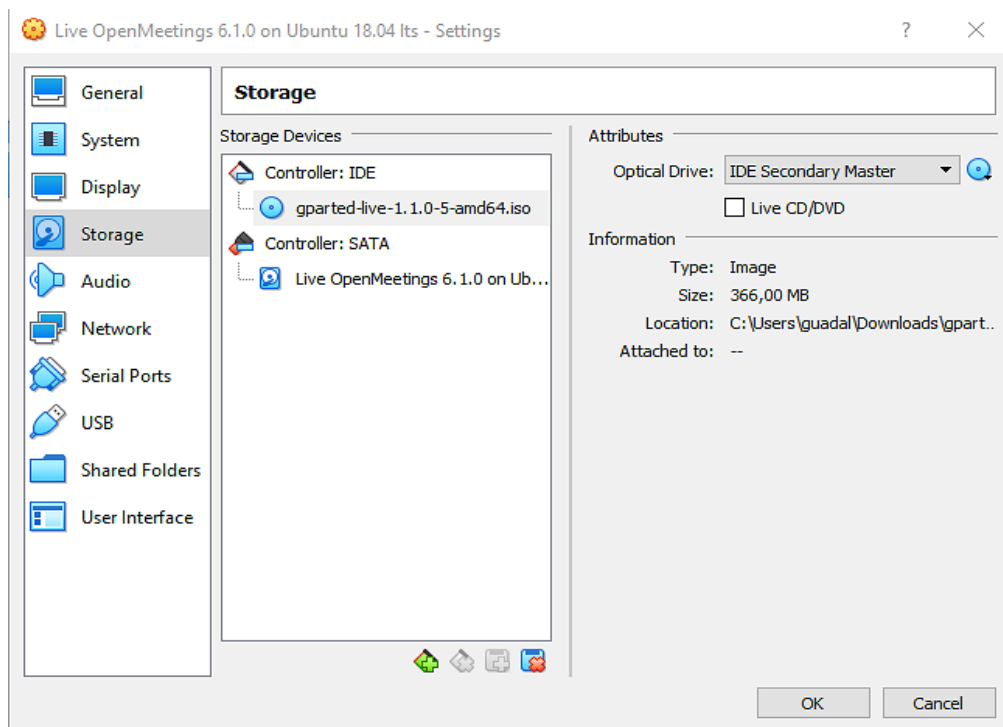 Live OpenMeetings 6.1.0 on Ubuntu 18.04 lts - Settings
?
General
System
Display
Storage
Audio
Network
Serial Ports
USB
Shared Folders
User Interface
Storage
Storage Devices
Controller: IDE
gparted-live-1.1.0-5-amd64.iso
Controller: SATA
Live OpenMeetings 6.1.0 on Ub...
Attributes
Optical Drive: IDE Secondary Master
Live CD/DVD
Information
Type: Image
Size: 366,00 MB
Location: C:\Users\guadal\Downloads\gpart..
Attached to: --
OK Cancel